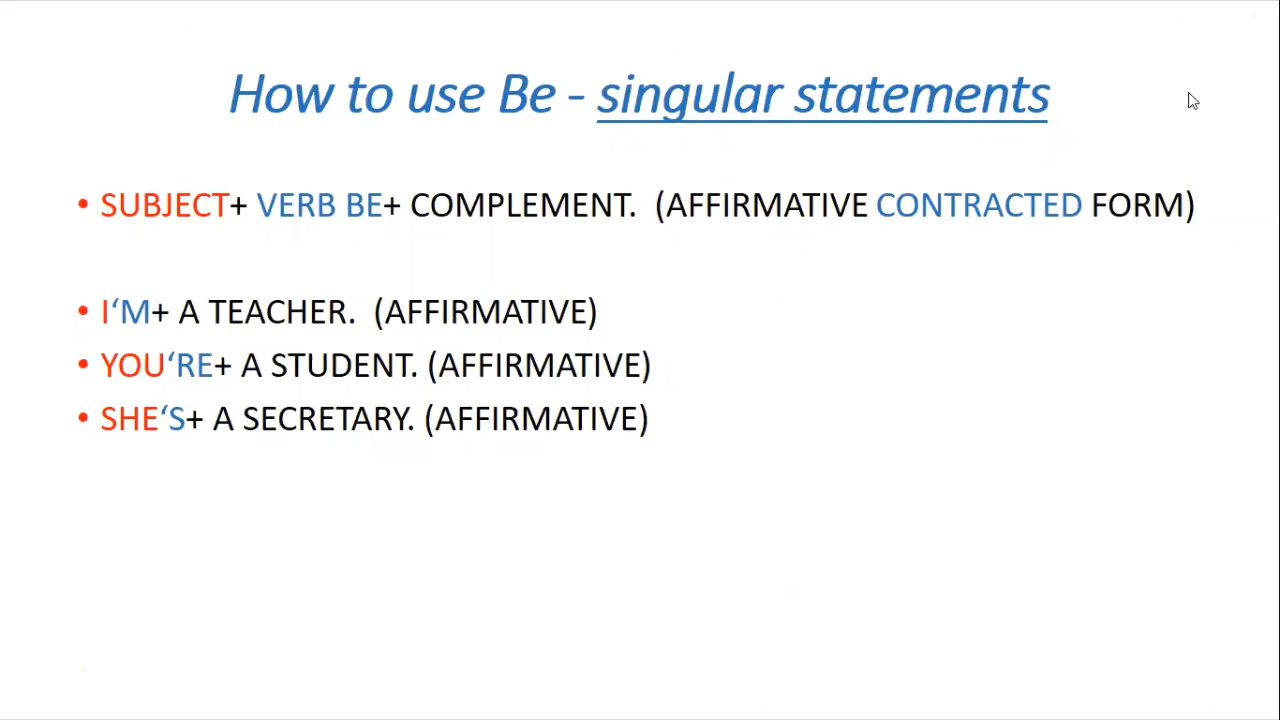 How to use Be - singular statements
• SUBJECT+ VERB BE+ COMPLEMENT.  (AFFIRMATIVE CONTRACTED FORM)
• I‘M+ A TEACHER.  (AFFIRMATIVE)
• YOU‘RE+ A STUDENT. (AFFIRMATIVE)
• SHE‘S+ A SECRETARY. (AFFIRMATIVE)